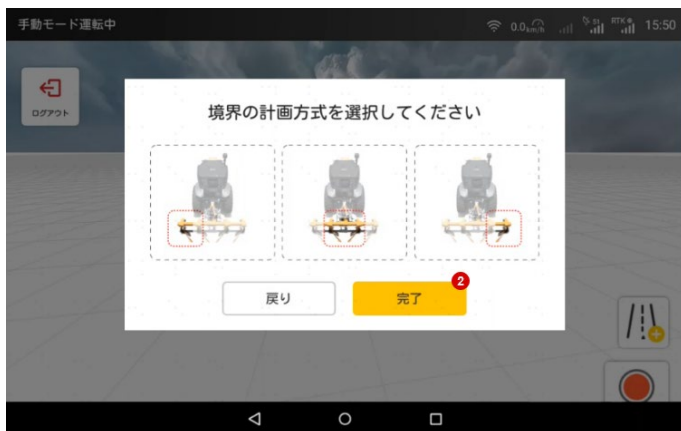 手動モード運転中
0.0km/h
51
RTK
15:50
ログアウト
境界の計画方式を選択してください
戻り
完了
2